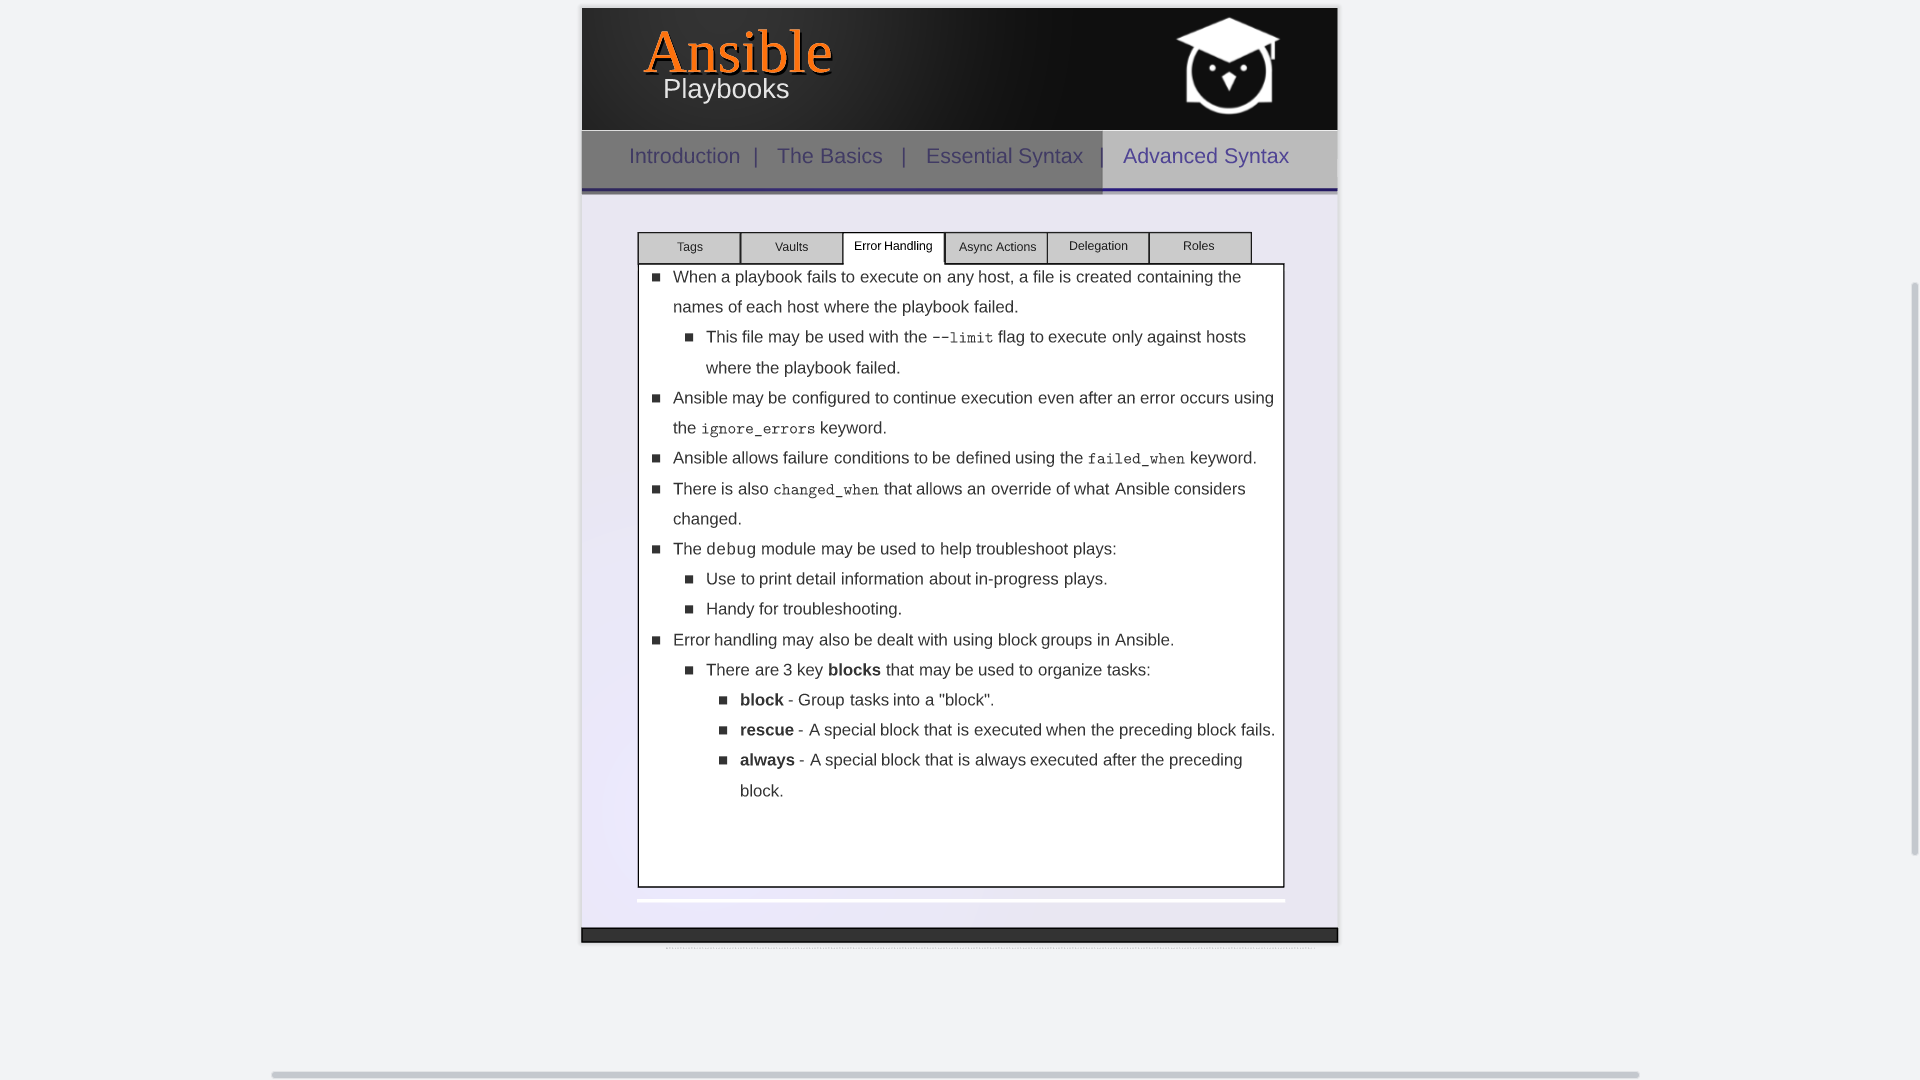 Ansible
Playbooks
Introduction | The Basics | Essential Syntax | Advanced Syntax
Tags Vaults Error Handling Async Actions Delegation Roles
■ When a playbook fails to execute on any host, a file is created containing the
names of each host where the playbook failed.
■ This file may be used with the --limit flag to execute only against hosts
where the playbook failed.
■ Ansible may be configured to continue execution even after an error occurs using
the ignore_errors keyword.
■ Ansible allows failure conditions to be defined using the failed_when keyword.
■ There is also changed_when that allows an override of what Ansible considers
changed.
■ The debug module may be used to help troubleshoot plays:
■ Use to print detail information about in-progress plays.
■ Handy for troubleshooting.
■ Error handling may also be dealt with using block groups in Ansible.
■ There are 3 key blocks that may be used to organize tasks:
■ block - Group tasks into a "block".
■ rescue - A special block that is executed when the preceding block fails.
■ always - A special block that is always executed after the preceding
block.